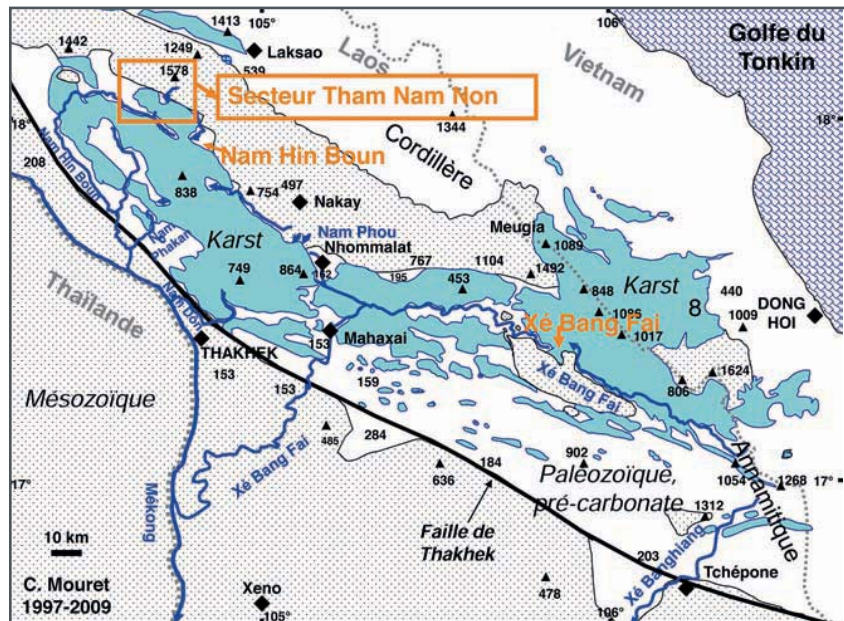 1413
105°
106°
1442
1249
Laksao
Laos
Vietnam
Golfe du
Tonkin
539
1578
Secteur Tham Nam Non
1344
18°
18°
Cordillère
Nam Hin Boun
208
Nam Hin Boun
838
754
497
Nakay
Meugia
Nam
Phakan
Karst
Nam Phou
Nhommalat
1089
Karst
767
1104
1492
749
864
162
195
453
848
8
440
DONG
HOI
1009
Thaïlande
Nam Don
1095
Xé Bang Fai
1017
THAKHEK
153
Mahaxai
153
153
159
Xé Bang Fai
806
1624
Mésozoïque
485
284
Xé Bang Fai
902
Annamitique
17°
184
636
Paléozoïque,
pré-carbonate
1054
1268
17°
Mékong
Faille de
Thakhek
1312
10 km
203
Xé Banghiang
Tchépone
C. Mouret
1997-2009
Xeno
105°
478
106°